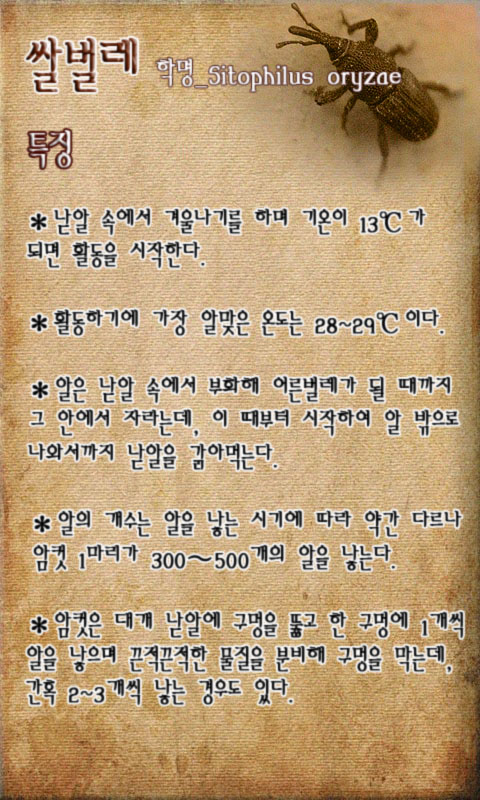 쌀벌레 학명_Sitophilus oryzae
특징
* 낟알 속에서 겨울나기를 하며 기온이 13℃ 가
되면 활동을 시작한다.
* 활동하기에 가장 알맞은 온도는 28~29℃ 이다.
* 알은 낟알 속에서 부화해 어른벌레가 될 때까지
그 안에서 자라는데, 이 때부터 시작하여 알 밖으로
나와서까지 낟알을 갉아먹는다.
* 알의 개수는 알을 낳는 시기에 따라 약간 다르나
암컷 1마리가 300～500개의 알을 낳는다.
* 암컷은 대개 낟알에 구멍을 뚫고 한 구멍에 1개씩
알을 낳으며 끈적끈적한 물질을 분비해 구멍을 막는데,
간혹 2~3개씩 낳는 경우도 있다.